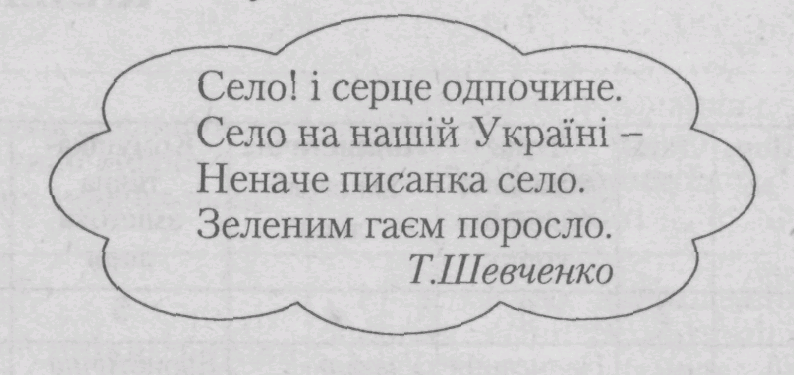 Село! і серце одпочине.
Село на нашій Україні –
Неначе писанка село.
Зеленим гаєм поросло.
Т.Шевченко